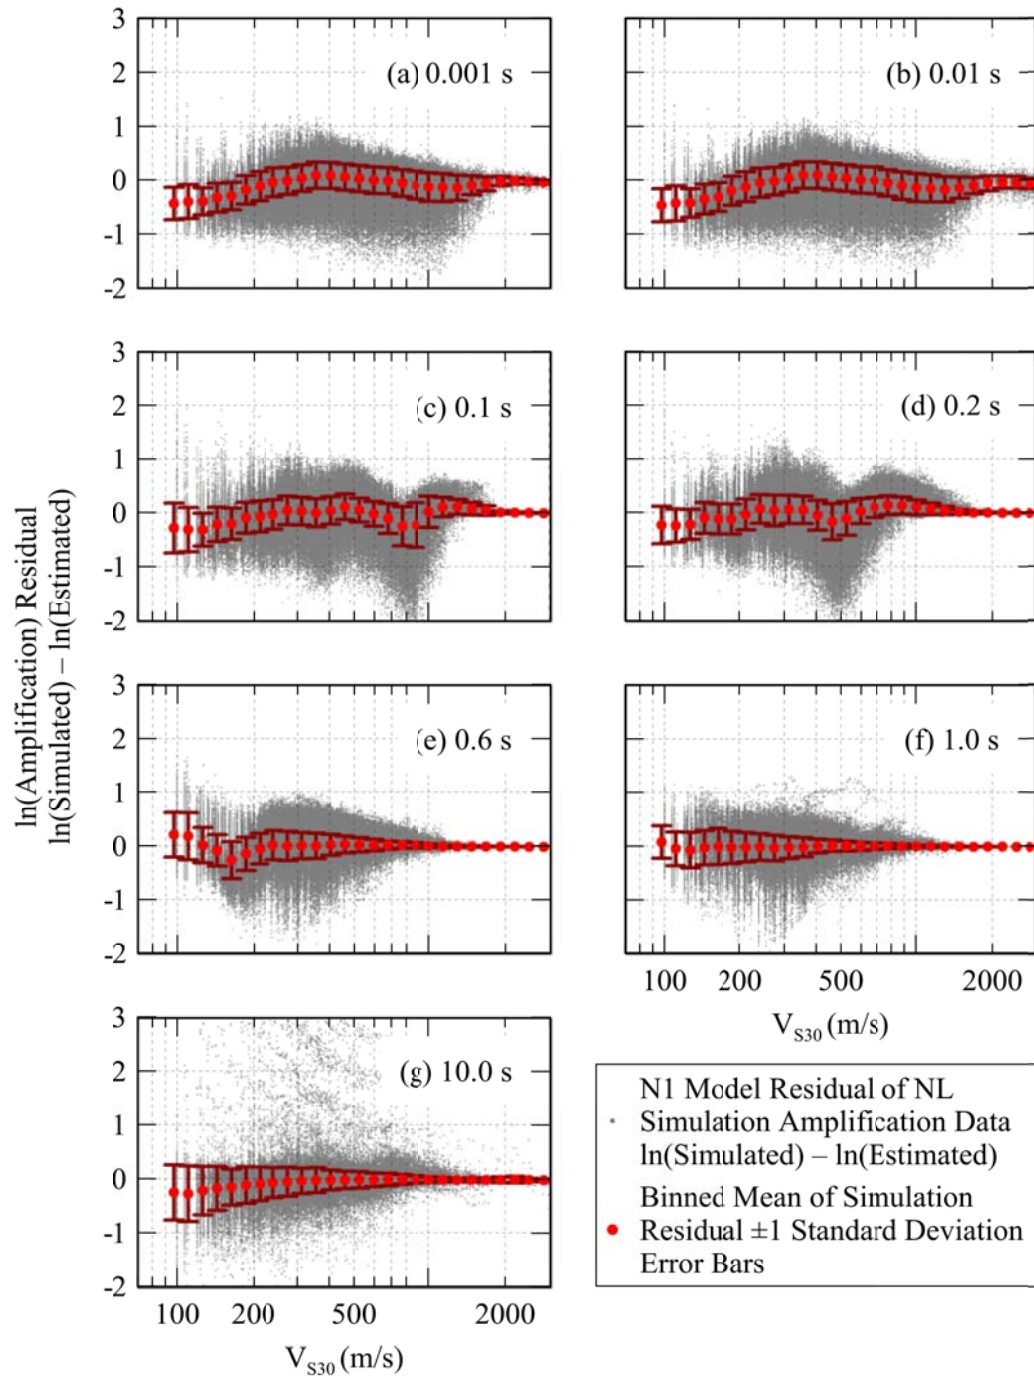 ln(Amplification) Residual
ln(Simulated) – ln(Estimated)
3
2
1
0
-1
-2
(a) 0.001 s
(b) 0.01 s
3
2
1
0
-1
-2
(c) 0.1 s
(d) 0.2 s
3
2
1
0
-1
-2
(e) 0.6 s
(f) 1.0 s
100 200 500 2000
V_S30 (m/s)
3
2
1
0
-1
-2
(g) 10.0 s
100 200 500 2000
V_S30 (m/s)
N1 Model Residual of NL
Simulation Amplification Data
ln(Simulated) – ln(Estimated)
Binned Mean of Simulation
Residual ±1 Standard Deviation
Error Bars